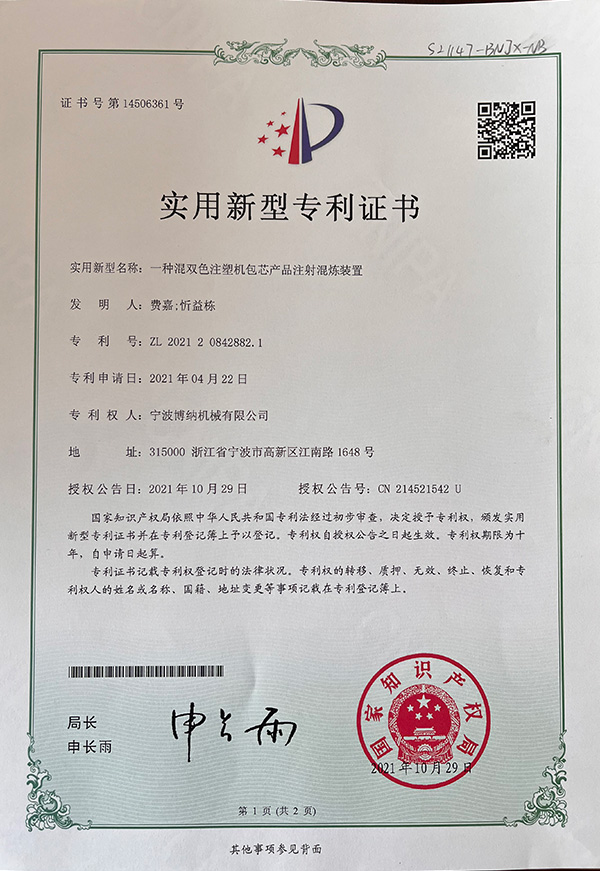 S21147-BNJX-NB
证书号第14506361号
实用新型专利证书
实用新型名称：一种混双色注塑机包芯产品注射混炼装置
发明人：费嘉;忻益栋
专利号：ZL 2021 2 0842882.1
专利申请日：2021年04月22日
专利权人：宁波博纳机械有限公司
地址：315000 浙江省宁波市高新区江南路1648号
授权公告日：2021年10月29日 授权公告号：CN 214521542 U
国家知识产权局依照中华人民共和国专利法经过初步审查，决定授予专利权，颁发实用
新型专利证书并在专利登记簿上予以登记。专利权自授权公告之日起生效。专利权期限为十
年，自申请日起算。
专利证书记载专利权登记时的法律状况。专利权的转移、质押、无效、终止、恢复和专
利权人的姓名或名称、国籍、地址变更等事项记载在专利登记簿上。
局长
申长雨
申长雨
国家知识产权局
2021年10月29日
第1页(共2页)
其他事项参见背面